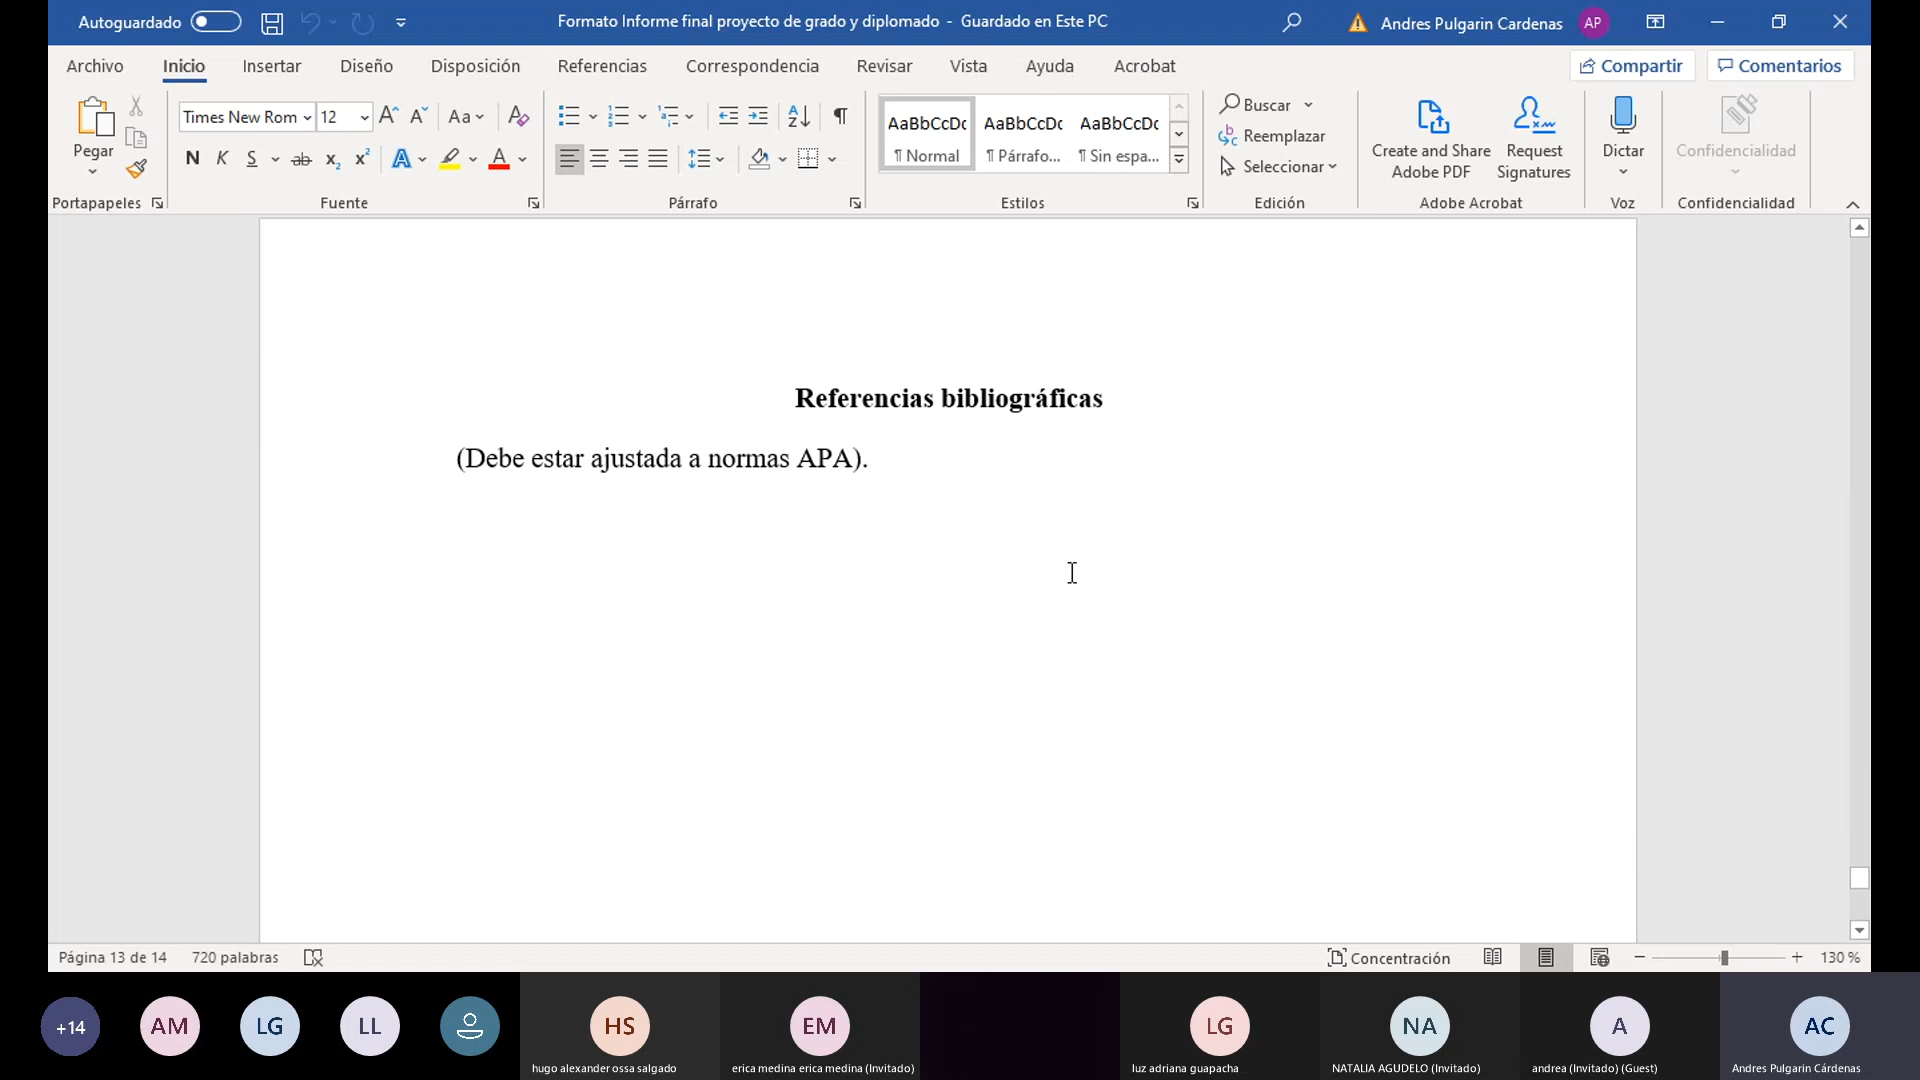 Autoguardado
Formato Informe final proyecto de grado y diplomado - Guardado en Este PC
Andres Pulgarin Cardenas
AP
Archivo Inicio Insertar Diseño Disposición Referencias Correspondencia Revisar Vista Ayuda Acrobat
Compartir
Comentarios
Pegar
Times New Rom
12
Aa
N K S ab x₂ x² A A
AaBbCcDc AaBbCcDc AaBbCcDc
¶ Normal ¶ Párrafo... ¶ Sin espa...
Buscar
Reemplazar
Seleccionar
Create and Share
Adobe PDF
Request
Signatures
Dictar
Confidencialidad
Portapapeles Fuente Párrafo Estilos Edición Adobe Acrobat Voz Confidencialidad
Referencias bibliográficas
(Debe estar ajustada a normas APA).
Página 13 de 14 720 palabras
Concentración
130 %
+14 AM LG LL HS EM LG NA A AC
hugo alexander ossa salgado
erica medina erica medina (Invitado)
luz adriana guapacha
NATALIA AGUDELO (Invitado)
andrea (Invitado) (Guest)
Andres Pulgarin Cárdenas